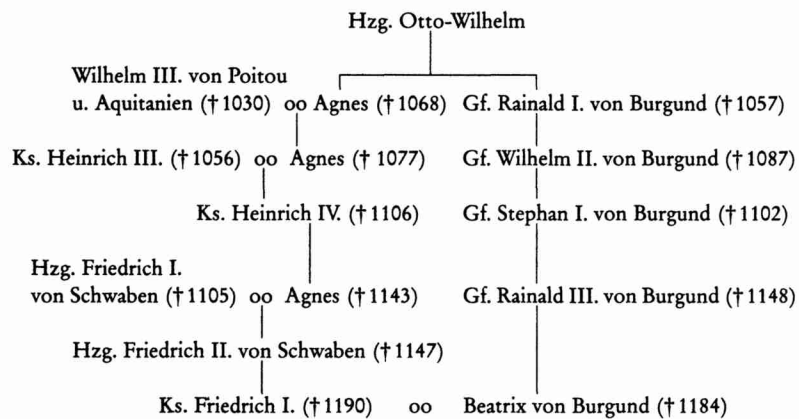 Hzg. Otto-Wilhelm
Wilhelm III. von Poitou
u. Aquitanien († 1030) oo Agnes († 1068) Gf. Rainald I. von Burgund († 1057)
Ks. Heinrich III. († 1056) oo Agnes († 1077) Gf. Wilhelm II. von Burgund († 1087)
Ks. Heinrich IV. († 1106) Gf. Stephan I. von Burgund († 1102)
Hzg. Friedrich I.
von Schwaben († 1105) oo Agnes († 1143) Gf. Rainald III. von Burgund († 1148)
Hzg. Friedrich II. von Schwaben († 1147)
Ks. Friedrich I. († 1190) oo Beatrix von Burgund († 1184)